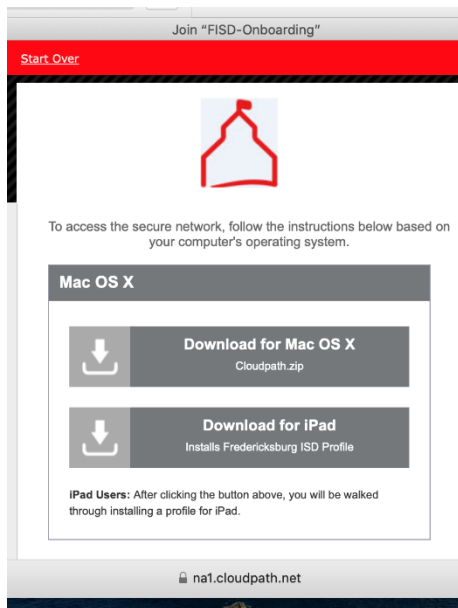 Join “FISD-Onboarding”
Start Over
To access the secure network, follow the instructions below based on
your computer's operating system.
Mac OS X
Download for Mac OS X
Cloudpath.zip
Download for iPad
Installs Fredericksburg ISD Profile
iPad Users: After clicking the button above, you will be walked
through installing a profile for iPad.
na1.cloudpath.net